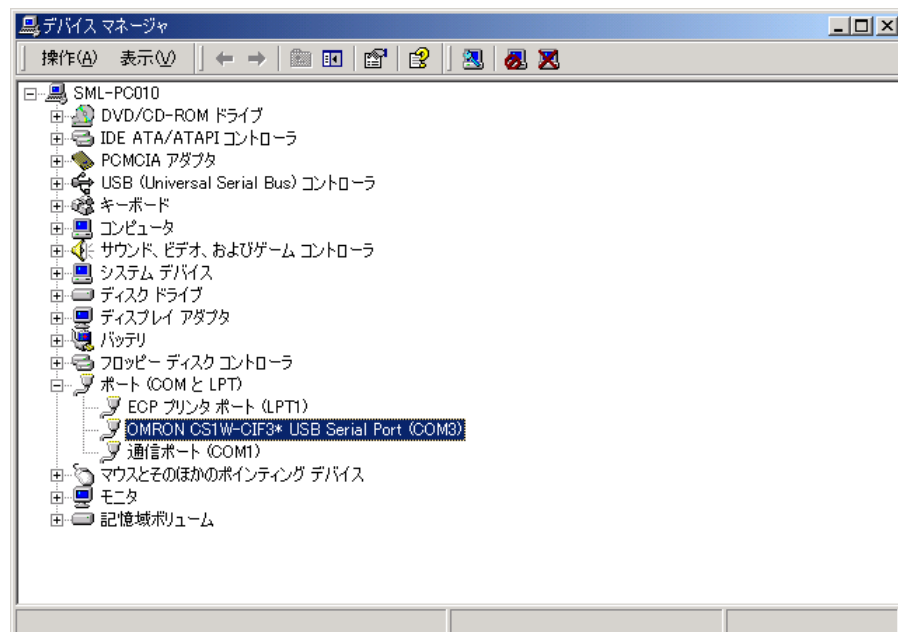 デバイス マネージャ
操作(A) 表示(V)
SML-PC010
DVD/CD-ROM ドライブ
IDE ATA/ATAPI コントローラ
PCMCIA アダプタ
USB (Universal Serial Bus) コントローラ
キーボード
コンピュータ
サウンド、ビデオ、およびゲーム コントローラ
システム デバイス
ディスク ドライブ
ディスプレイ アダプタ
バッテリ
フロッピー ディスク コントローラ
ポート (COM と LPT)
ECP プリンタ ポート (LPT1)
OMRON CS1W-CIF3* USB Serial Port (COM3)
通信ポート (COM1)
マウスとそのほかのポインティング デバイス
モニタ
記憶域ボリューム